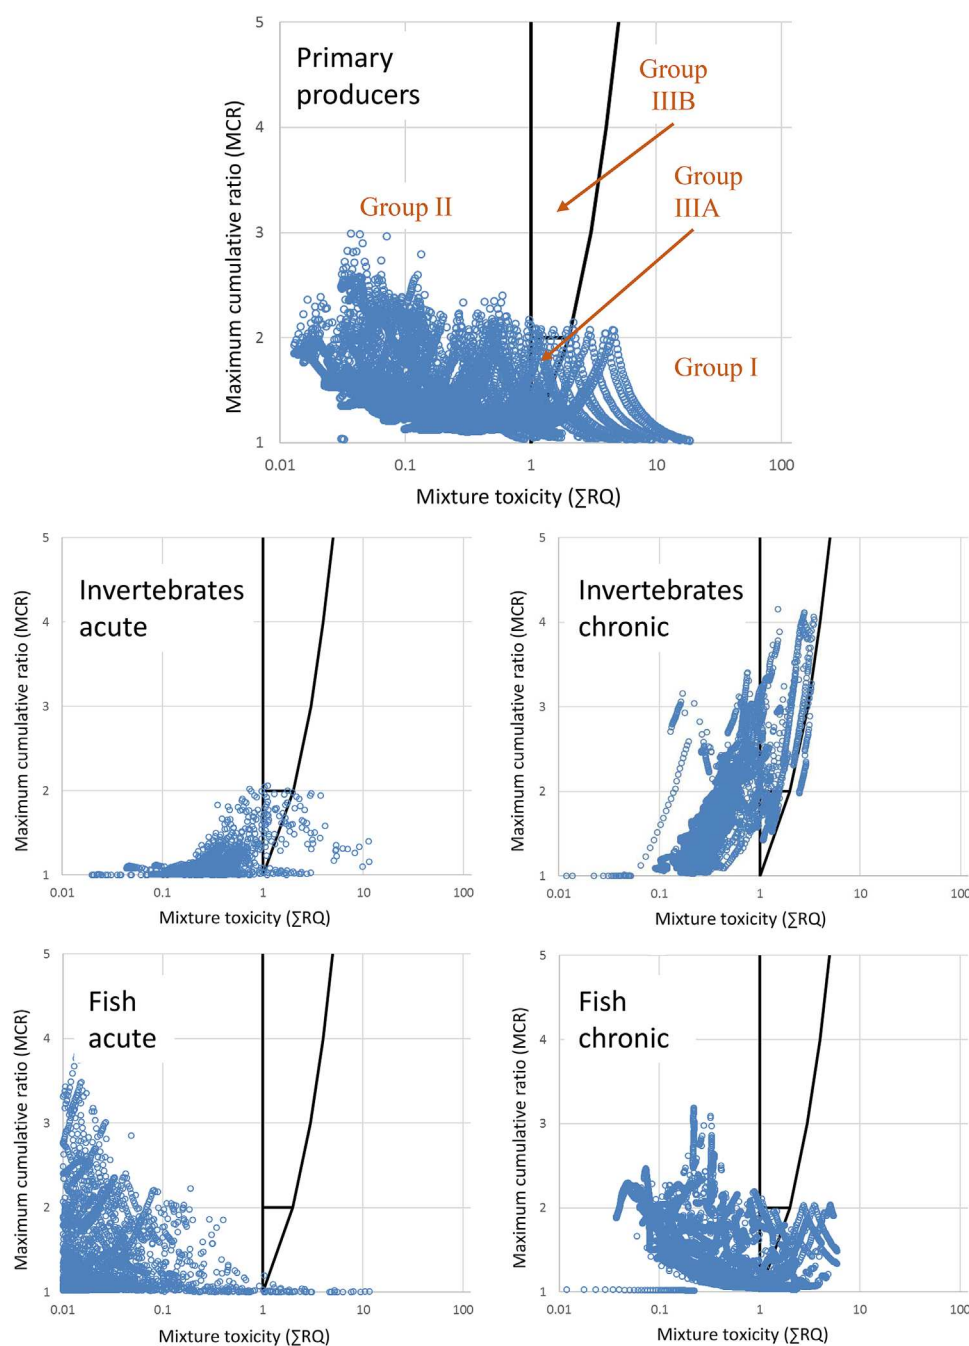 5
Primary
producers
Group
IIIB
4
Group
IIIA
Group II
3
2
Group I
1
0.01 0.1 1 10 100
Maximum cumulative ratio (MCR)
Mixture toxicity (∑RQ)
5
Invertebrates
acute
4
3
2
1
0.01 0.1 1 10 100
Maximum cumulative ratio (MCR)
Mixture toxicity (∑RQ)
5
Invertebrates
chronic
4
3
2
1
0.01 0.1 1 10 100
Maximum cumulative ratio (MCR)
Mixture toxicity (∑RQ)
5
Fish
acute
4
3
2
1
0.01 0.1 1 10 100
Maximum cumulative ratio (MCR)
Mixture toxicity (∑RQ)
5
Fish
chronic
4
3
2
1
0.01 0.1 1 10 100
Maximum cumulative ratio (MCR)
Mixture toxicity (∑RQ)